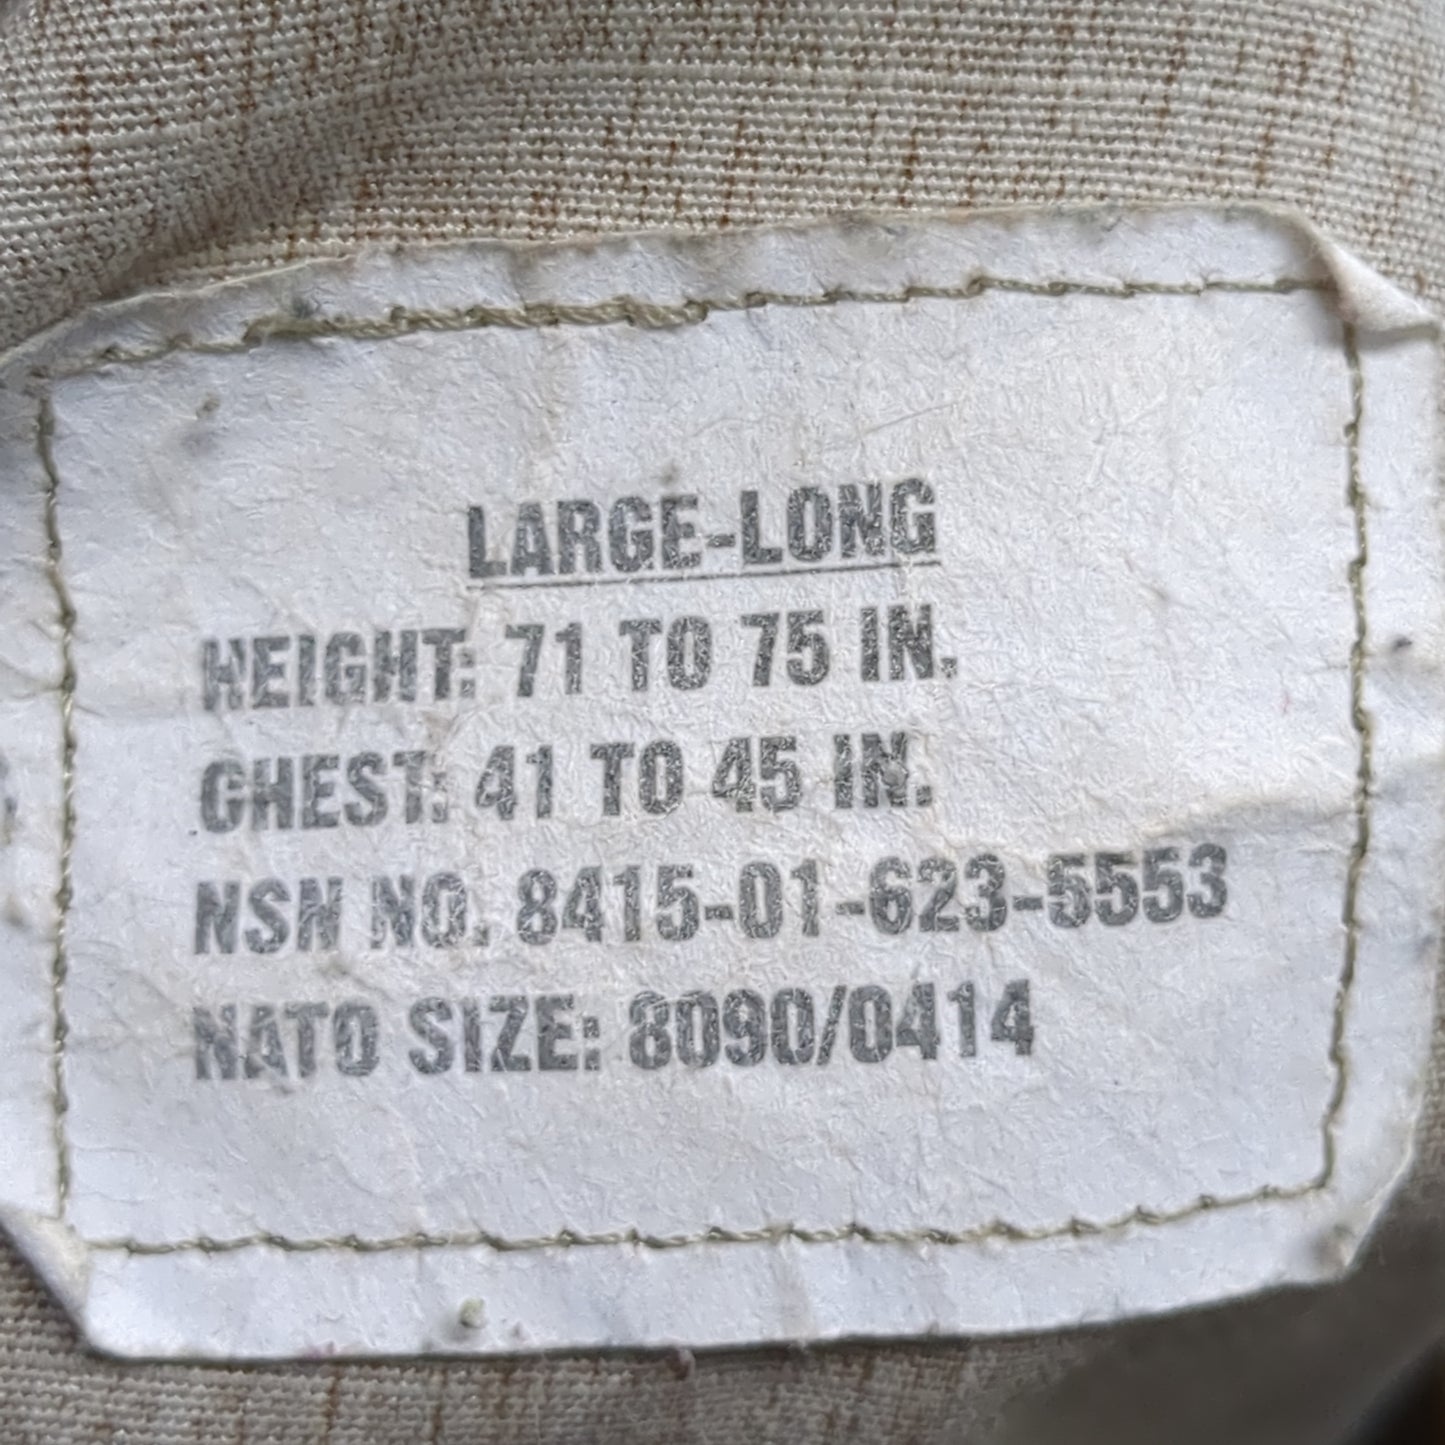 LARGE-LONG
HEIGHT: 71 TO 75 IN.
CHEST: 41 TO 45 IN.
NSN NO. 8415-01-623-5553
NATO SIZE: 8090/0414